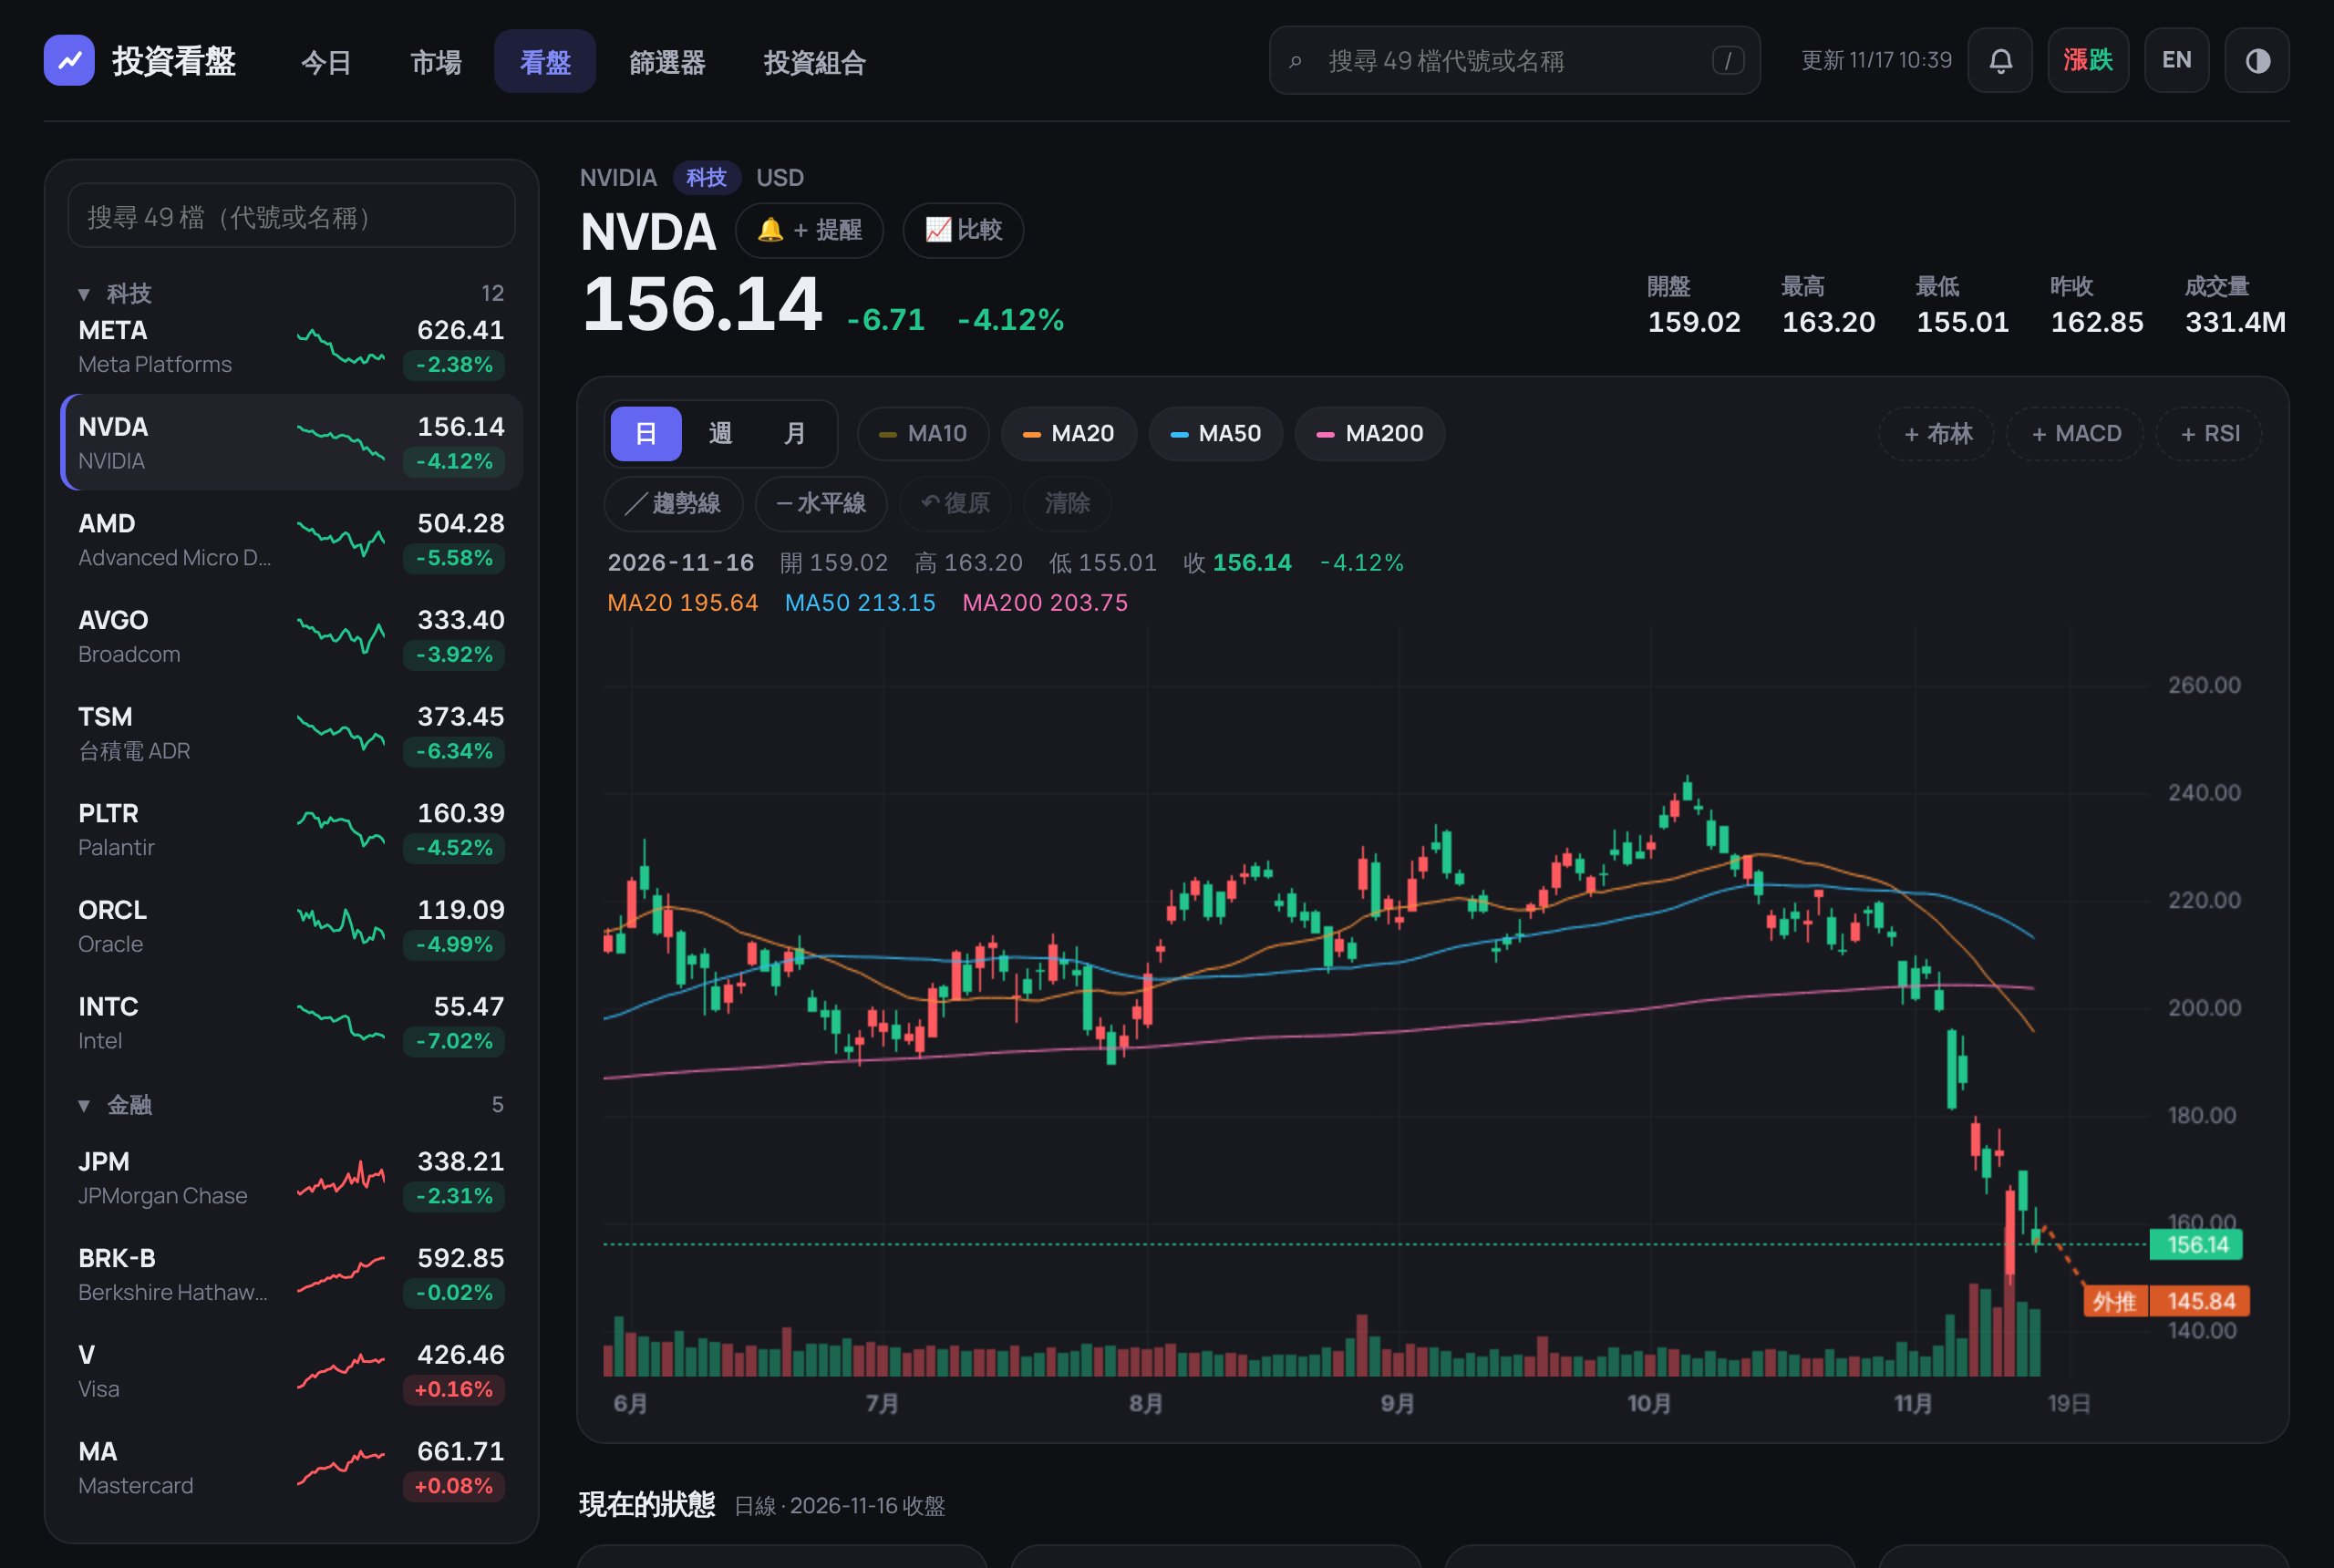 投資看盤 今日 市場 看盤 篩選器 投資組合 搜尋 49 檔代號或名稱 / 更新 11/17 10:39 漲跌 EN
搜尋 49 檔（代號或名稱）
▼ 科技 12
META 626.41
Meta Platforms -2.38%
NVDA 156.14
NVIDIA -4.12%
AMD 504.28
Advanced Micro D... -5.58%
AVGO 333.40
Broadcom -3.92%
TSM 373.45
台積電 ADR -6.34%
PLTR 160.39
Palantir -4.52%
ORCL 119.09
Oracle -4.99%
INTC 55.47
Intel -7.02%
▼ 金融 5
JPM 338.21
JPMorgan Chase -2.31%
BRK-B 592.85
Berkshire Hathaw... -0.02%
V 426.46
Visa +0.16%
MA 661.71
Mastercard +0.08%
NVIDIA 科技 USD
NVDA 🔔 + 提醒 📈 比較
156.14 -6.71 -4.12%
開盤 最高 最低 昨收 成交量
159.02 163.20 155.01 162.85 331.4M
日 週 月 MA10 MA20 MA50 MA200 + 布林 + MACD + RSI
╱ 趨勢線 ─ 水平線 ↶ 復原 清除
2026-11-16 開 159.02 高 163.20 低 155.01 收 156.14 -4.12%
MA20 195.64 MA50 213.15 MA200 203.75
260.00
240.00
220.00
200.00
180.00
160.00
156.14
外推 145.84
140.00
6月 7月 8月 9月 10月 11月 19日
現在的狀態 日線 · 2026-11-16 收盤